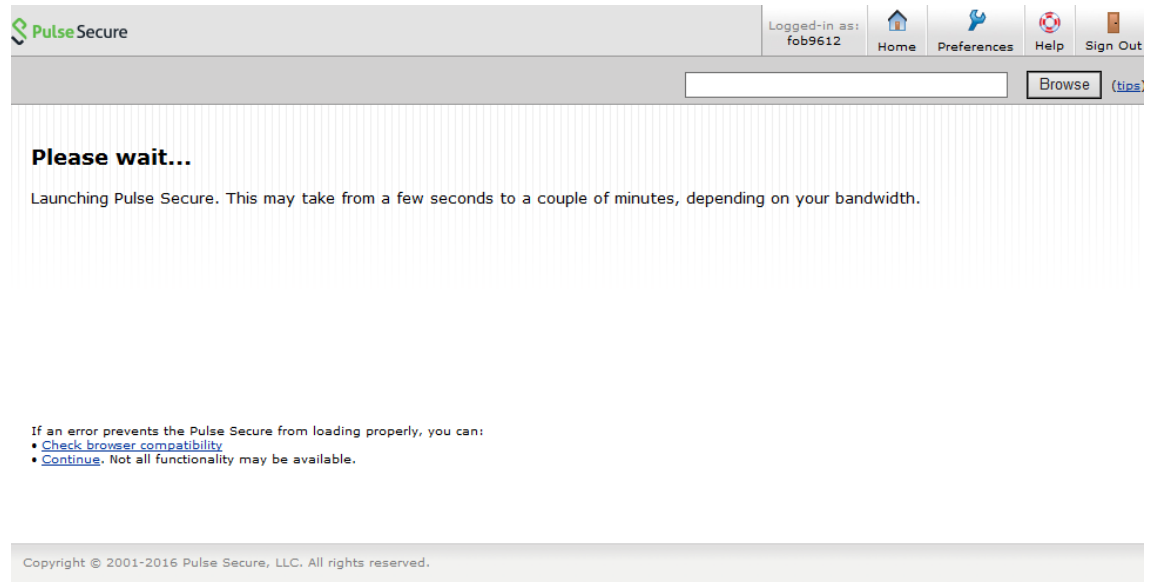 Pulse Secure
Logged-in as:
fob9612
Home
Preferences
Help
Sign Out
Browse
(tips)
Please wait...
Launching Pulse Secure. This may take from a few seconds to a couple of minutes, depending on your bandwidth.
If an error prevents the Pulse Secure from loading properly, you can:
• Check browser compatibility
• Continue. Not all functionality may be available.
Copyright © 2001-2016 Pulse Secure, LLC. All rights reserved.